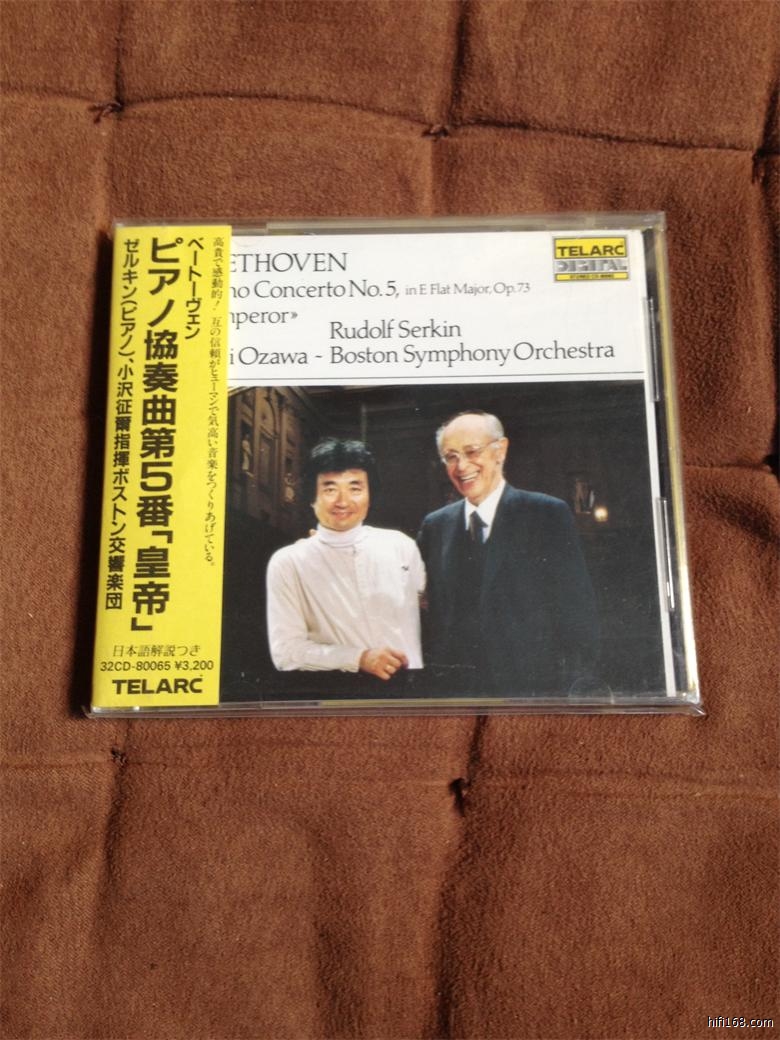 高貴で感動的！ 互の信頼がヒューマンで気高い音楽をつくりあげている。
ベートーヴェン
ピアノ協奏曲第5番「皇帝」
ゼルキン(ピアノ)、小沢征爾指揮ボストン交響楽団
日本語解説つき
32CD-80065 ¥3,200
TELARC
ETHOVEN
no Concerto No. 5, in E Flat Major, Op. 73
nperor»
Rudolf Serkin
i Ozawa - Boston Symphony Orchestra
TELARC
DIGITAL
hifi168.com